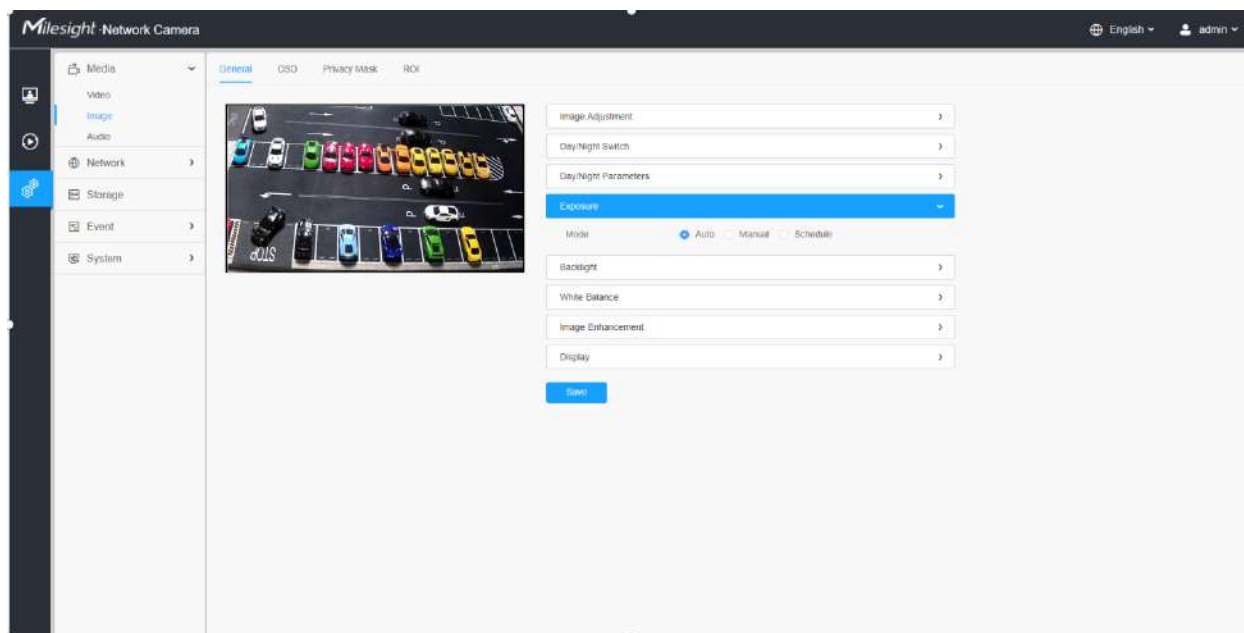 Milesight -Network Camera
English
admin
Media
Video
Image
Audio
Network
Storage
Event
System
General OSD Privacy Mask ROI
STOP
P
P
P
P
Image Adjustment
Day/Night Switch
Day/Night Parameters
Exposure
Mode Auto Manual Schedule
Backlight
White Balance
Image Enhancement
Display
Save